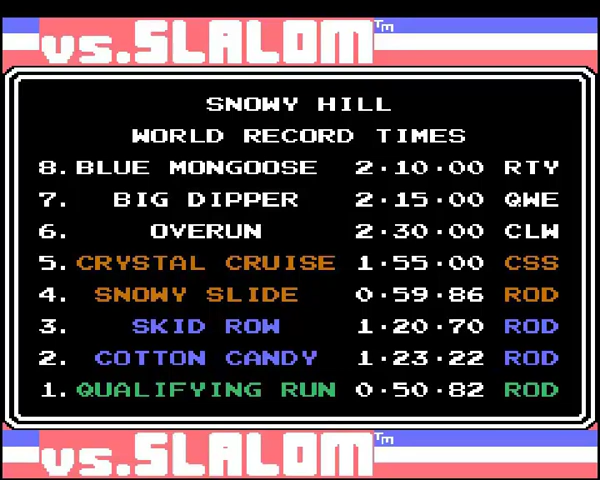 vs.SLALOM™
SNOWY HILL
WORLD RECORD TIMES
8. BLUE MONGOOSE 2·10·00 RTY
7. BIG DIPPER 2·15·00 QWE
6. OVERUN 2·30·00 CLW
5. CRYSTAL CRUISE 1·55·00 CSS
4. SNOWY SLIDE 0·59·86 ROD
3. SKID ROW 1·20·70 ROD
2. COTTON CANDY 1·23·22 ROD
1. QUALIFYING RUN 0·50·82 ROD
vs.SLALOM™